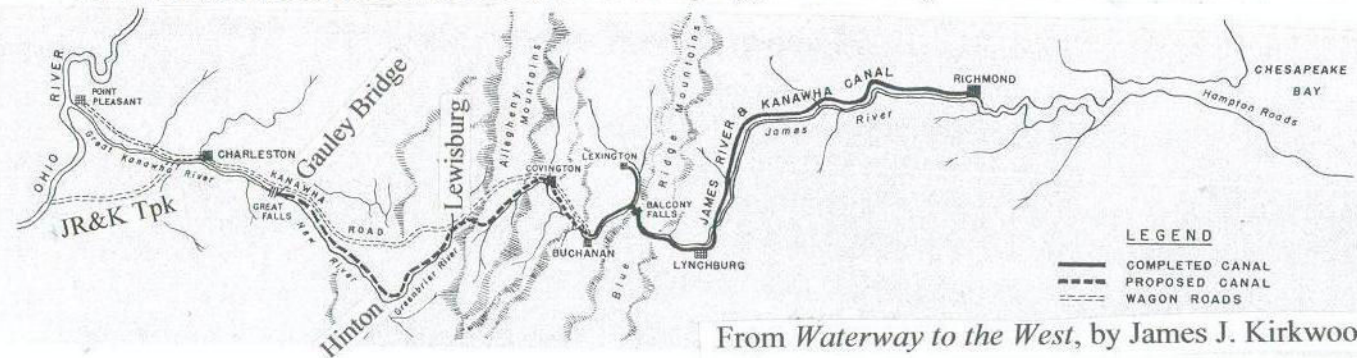 OHIO RIVER
POINT
PLEASANT
Great Kanawha River
CHARLESTON
JR&K Tpk
GREAT
FALLS
Gauley Bridge
KANAWHA ROAD
New River
Hinton
Greenbrier River
Lewisburg
Allegheny Mountains
COVINGTON
LEXINGTON
BUCHANAN
BALCONY
FALLS
Blue Ridge Mountains
LYNCHBURG
JAMES RIVER & KANAWHA CANAL
James River
RICHMOND
CHESAPEAKE
BAY
Hampton Roads
LEGEND
COMPLETED CANAL
PROPOSED CANAL
WAGON ROADS
From Waterway to the West, by James J. Kirkwoo